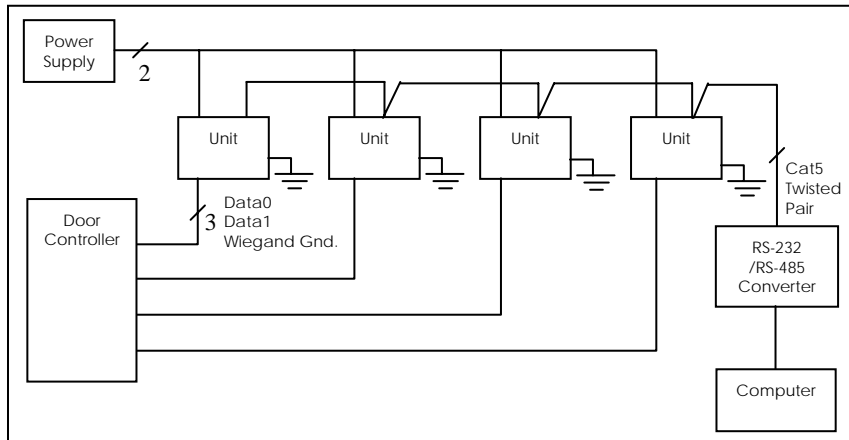 Power
Supply
2
Unit
Unit
Unit
Unit
Data0
Data1
Wiegand Gnd.
3
Door
Controller
Cat5
Twisted
Pair
RS-232
/RS-485
Converter
Computer